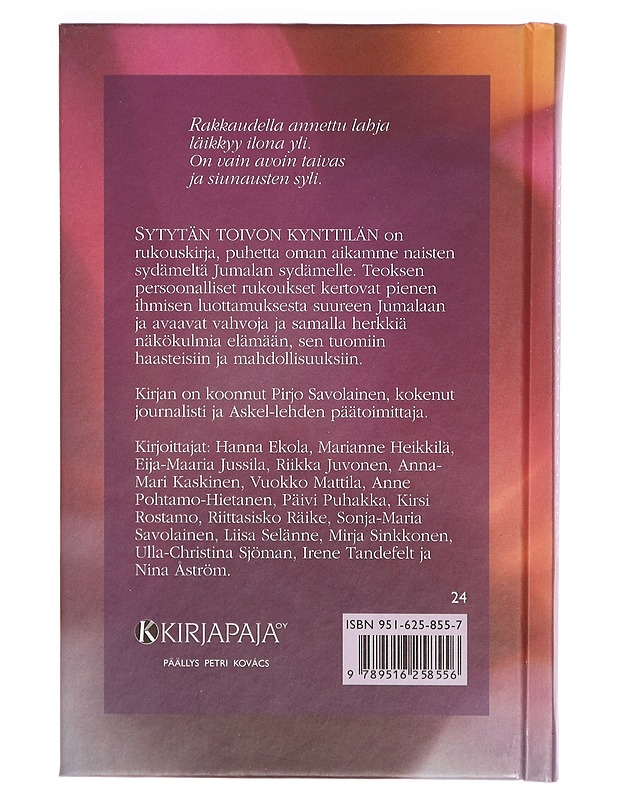 Rakkaudella annettu lahja
läikkyy ilona yli.
On vain avoin taivas
ja siunausten syli.
SYTYTÄN TOIVON KYNTTILÄN on
rukouskirja, puhetta oman aikamme naisten
sydämeltä Jumalan sydämelle. Teoksen
persoonalliset rukoukset kertovat pienen
ihmisen luottamuksesta suureen Jumalaan
ja avaavat vahvoja ja samalla herkkiä
näkökulmia elämään, sen tuomiin
haasteisiin ja mahdollisuuksiin.
Kirjan on koonnut Pirjo Savolainen, kokenut
journalisti ja Askel-lehden päätoimittaja.
Kirjoittajat: Hanna Ekola, Marianne Heikkilä,
Eija-Maaria Jussila, Riikka Juvonen, Anna-
Mari Kaskinen, Vuokko Mattila, Anne
Pohtamo-Hietanen, Päivi Puhakka, Kirsi
Rostamo, Riittasisko Räike, Sonja-Maria
Savolainen, Liisa Selänne, Mirja Sinkkonen,
Ulla-Christina Sjöman, Irene Tandefelt ja
Nina Åström.
24
K KIRJAPAJA OY
PÄÄLLYS PETRI KOVÁCS
ISBN 951-625-855-7
9 789516 258556